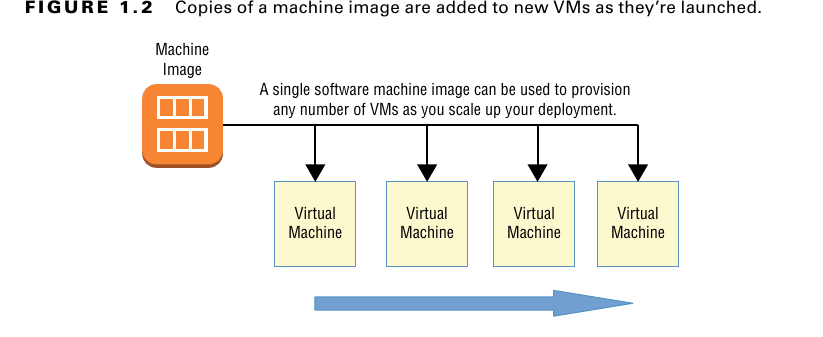 FIGURE 1.2 Copies of a machine image are added to new VMs as they’re launched.
Machine
Image
A single software machine image can be used to provision
any number of VMs as you scale up your deployment.
Virtual
Machine
Virtual
Machine
Virtual
Machine
Virtual
Machine